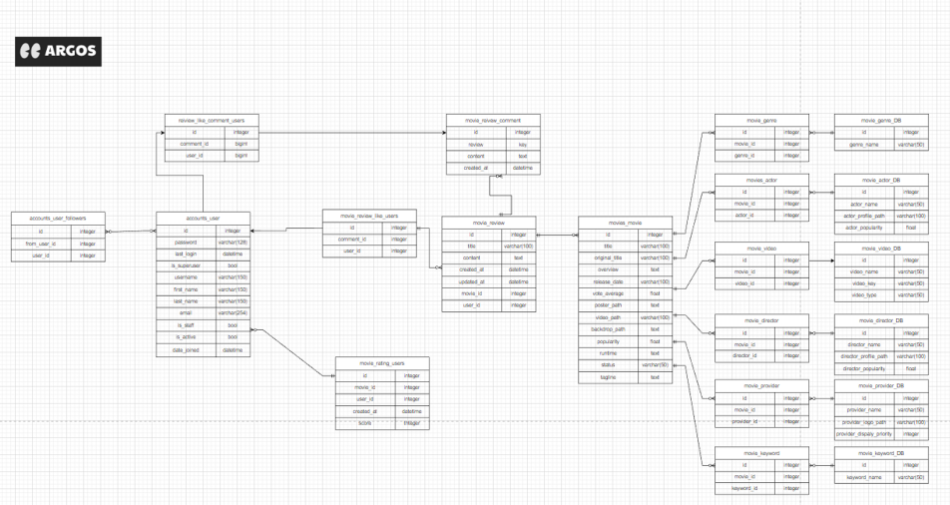 ARGOS
review_like_comment_users
id integer
comment_id bigint
user_id bigint
movie_review_comment
id integer
review key
content text
created_at datetime
movie_genre
id integer
movie_id integer
genre_id integer
movie_genre_DB
id integer
genre_name varchar(50)
movies_actor
id integer
movie_id integer
actor_id integer
movie_actor_DB
id integer
actor_name varchar(50)
actor_profile_path varchar(100)
actor_popularity float
accounts_user_followers
id integer
from_user_id integer
user_id integer
accounts_user
id integer
password varchar(128)
last_login datetime
is_superuser bool
username varchar(150)
first_name varchar(150)
last_name varchar(150)
email varchar(254)
is_staff bool
is_active bool
date_joined datetime
movie_review_like_users
id integer
comment_id integer
user_id integer
movie_review
id integer
title varchar(100)
content text
created_at datetime
updated_at datetime
movie_id integer
user_id integer
movies_movie
id integer
title varchar(100)
original_title varchar(100)
overview text
release_date varchar(100)
vote_average float
poster_path text
video_path varchar(100)
backdrop_path text
popularity float
runtime text
status varchar(50)
tagline text
movie_video
id integer
movie_id integer
video_id integer
movie_video_DB
id integer
video_name varchar(50)
video_key varchar(50)
video_type varchar(50)
movie_director
id integer
movie_id integer
director_id integer
movie_director_DB
id integer
director_name varchar(50)
director_profile_path varchar(100)
director_popularity float
movie_rating_users
id integer
movie_id integer
user_id integer
created_at datetime
score integer
movie_provider
id integer
movie_id integer
provider_id integer
movie_provider_DB
id integer
provider_name varchar(50)
provider_logo_path varchar(100)
provider_display_priority integer
movie_keyword
id integer
movie_id integer
keyword_id integer
movie_keyword_DB
id integer
keyword_name varchar(50)